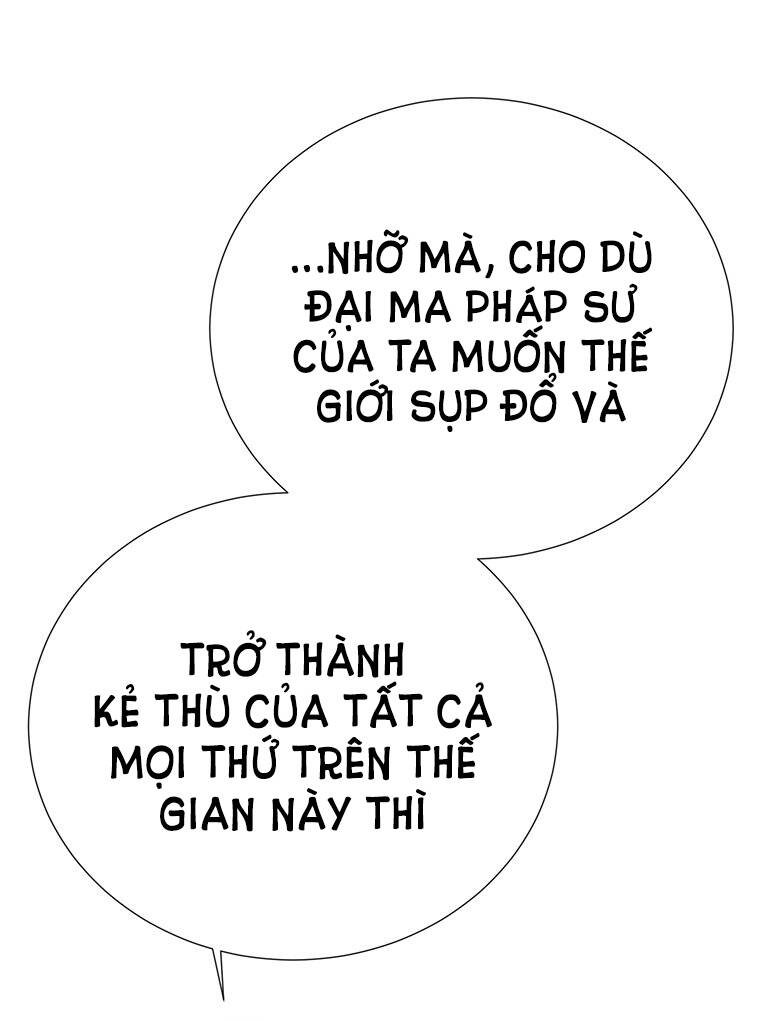 ...NHỠ MÀ, CHO DÙ
ĐẠI MA PHÁP SƯ
CỦA TA MUỐN THẾ
GIỚI SỤP ĐỔ VÀ
TRỞ THÀNH
KẺ THÙ CỦA TẤT CẢ
MỌI THỨ TRÊN THẾ
GIAN NÀY THÌ